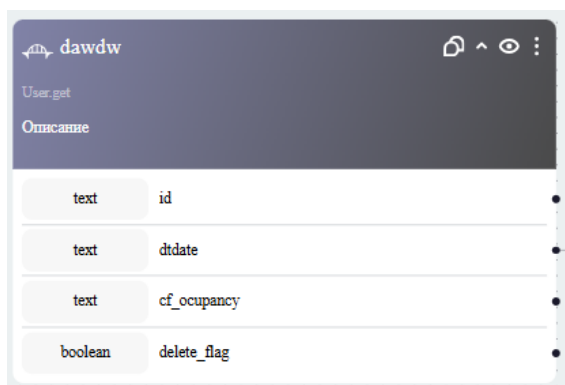 dawdw
User.get
Описание
text id
text dtdate
text cf_ocupancy
boolean delete_flag